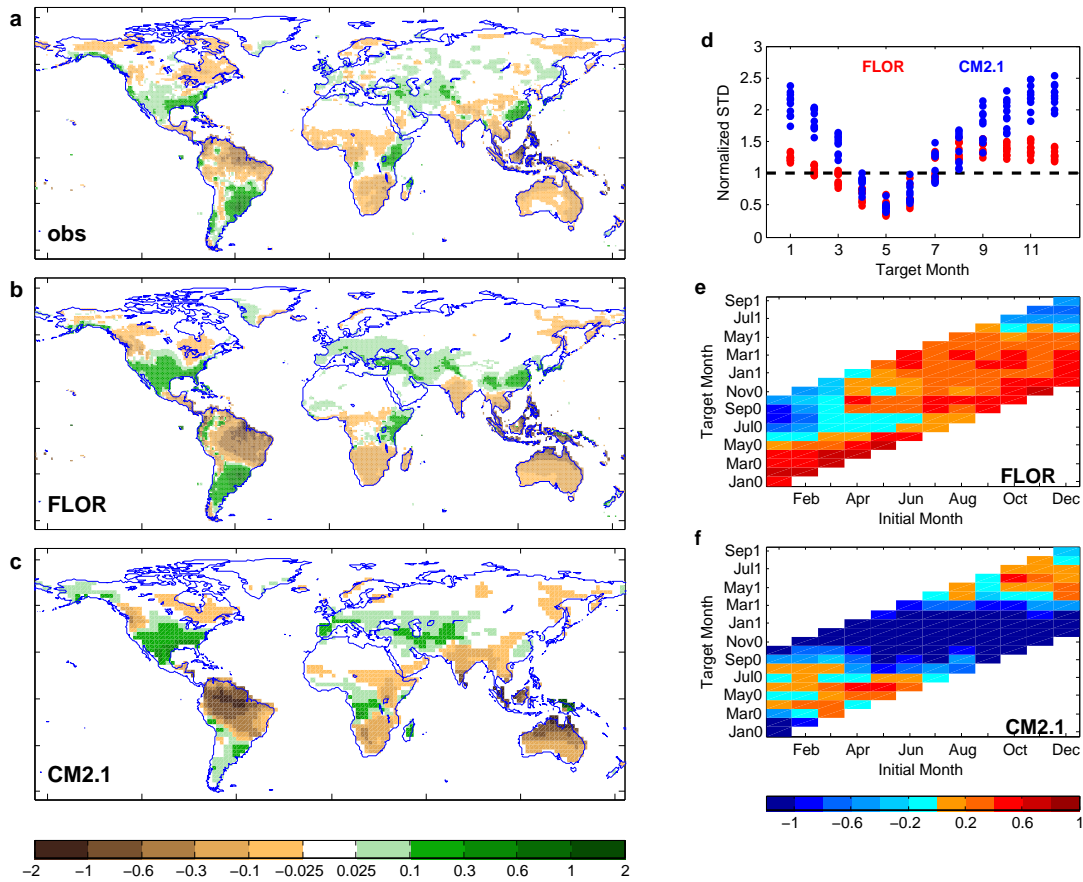 a
obs
b
FLOR
c
CM2.1
−2 −1 −0.6 −0.3 −0.1 −0.025 0.025 0.1 0.3 0.6 1 2
d
FLOR CM2.1
Normalized STD
3
2.5
2
1.5
1
0.5
0
1 3 5 7 9 11
Target Month
e
Target Month
Sep1
Jul1
May1
Mar1
Jan1
Nov0
Sep0
Jul0
May0
Mar0
Jan0
FLOR
Feb Apr Jun Aug Oct Dec
Initial Month
f
Target Month
Sep1
Jul1
May1
Mar1
Jan1
Nov0
Sep0
Jul0
May0
Mar0
Jan0
CM2.1
Feb Apr Jun Aug Oct Dec
Initial Month
−1 −0.6 −0.2 0.2 0.6 1